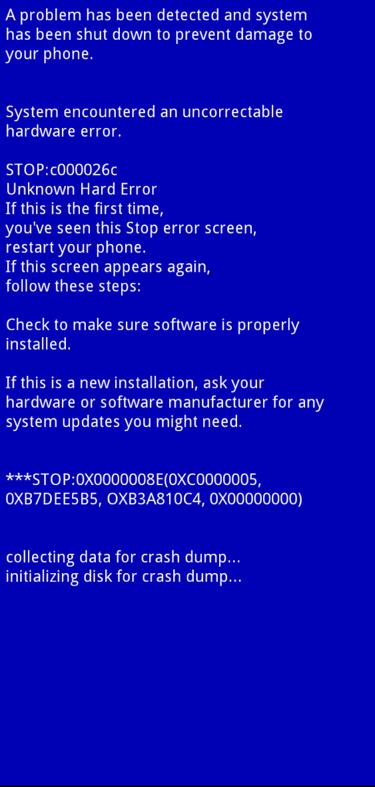 A problem has been detected and system
has been shut down to prevent damage to
your phone.
System encountered an uncorrectable
hardware error.
STOP:c000026c
Unknown Hard Error
If this is the first time,
you've seen this Stop error screen,
restart your phone.
If this screen appears again,
follow these steps:
Check to make sure software is properly
installed.
If this is a new installation, ask your
hardware or software manufacturer for any
system updates you might need.
***STOP:0X0000008E(0XC0000005,
0XB7DEE5B5, OXB3A810C4, 0X00000000)
collecting data for crash dump...
initializing disk for crash dump...